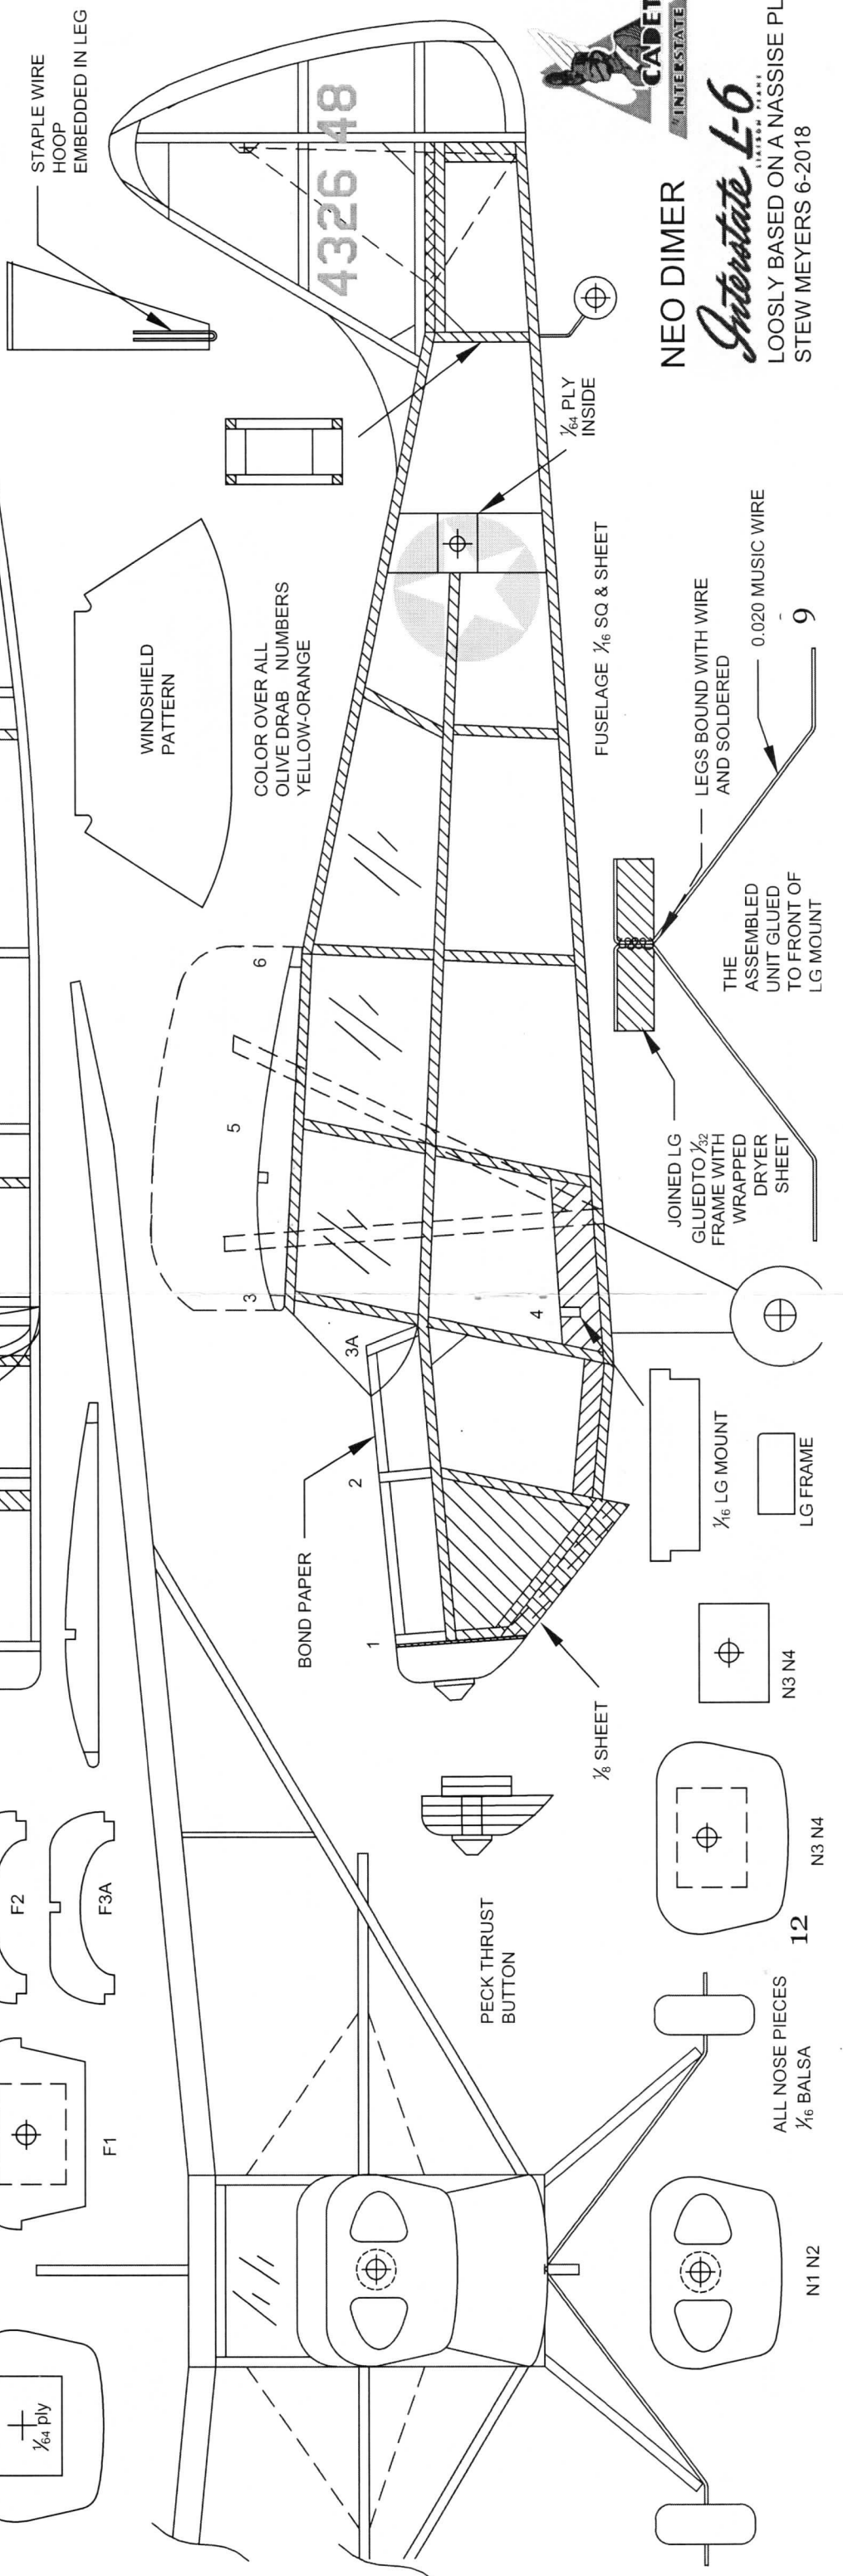 STAPLE WIRE
HOOP
EMBEDDED IN LEG
4326 48
CADET
"INTERSTATE"
NEO DIMER
Interstate L-6
LIAISON PLANE
LOOSLY BASED ON A NASSISE PL
STEW MEYERS 6-2018
1/64 PLY
INSIDE
WINDSHIELD
PATTERN
COLOR OVER ALL
OLIVE DRAB NUMBERS
YELLOW-ORANGE
FUSELAGE 1/16 SQ & SHEET
LEGS BOUND WITH WIRE
AND SOLDERED
0.020 MUSIC WIRE
9
THE
ASSEMBLED
UNIT GLUED
TO FRONT OF
LG MOUNT
JOINED LG
GLUEDTO 1/32
FRAME WITH
WRAPPED
DRYER
SHEET
6
5
3
3A
4
2
1
BOND PAPER
1/16 LG MOUNT
LG FRAME
1/8 SHEET
N3 N4
N3 N4
12
PECK THRUST
BUTTON
F2
F3A
F1
ALL NOSE PIECES
1/16 BALSA
N1 N2
1/64 ply